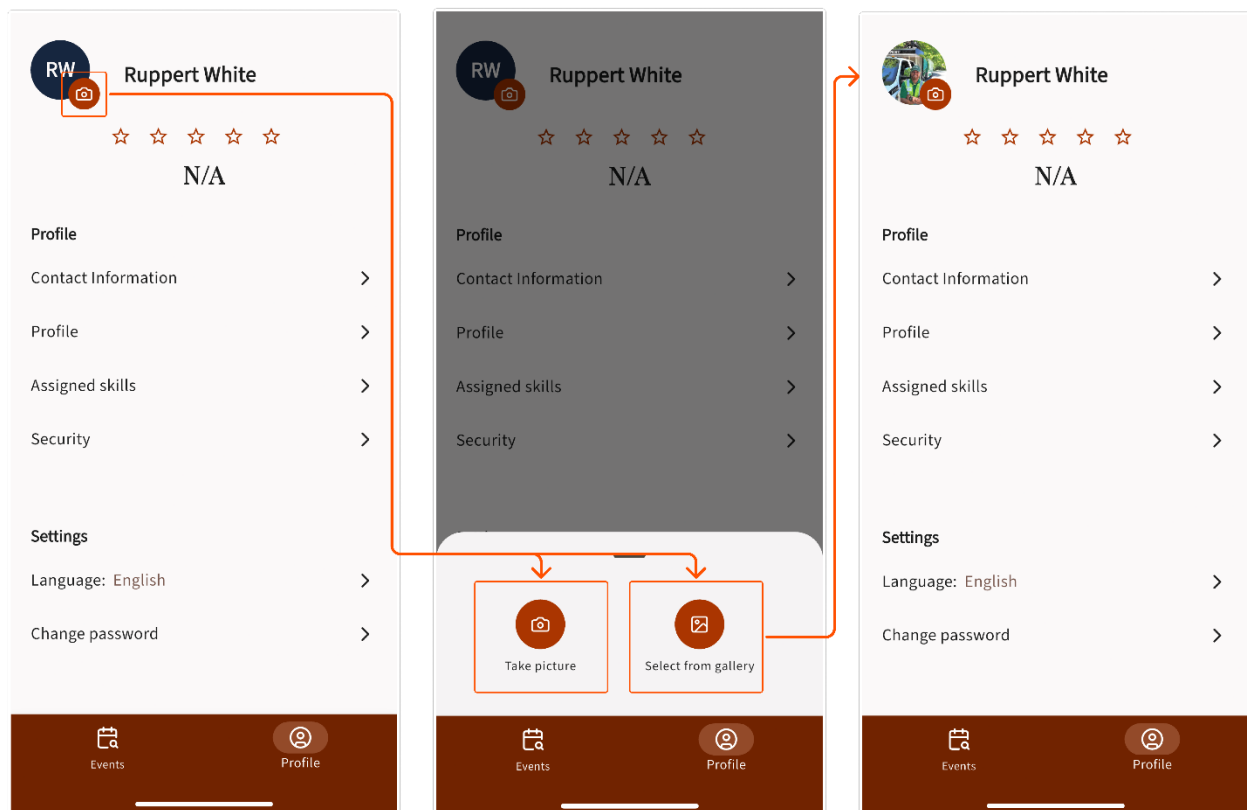 RW
Ruppert White
N/A
Profile
Contact Information
Profile
Assigned skills
Security
Settings
Language: English
Change password
Events
Profile
RW
Ruppert White
N/A
Profile
Contact Information
Profile
Assigned skills
Security
Take picture
Select from gallery
Events
Profile
Ruppert White
N/A
Profile
Contact Information
Profile
Assigned skills
Security
Settings
Language: English
Change password
Events
Profile